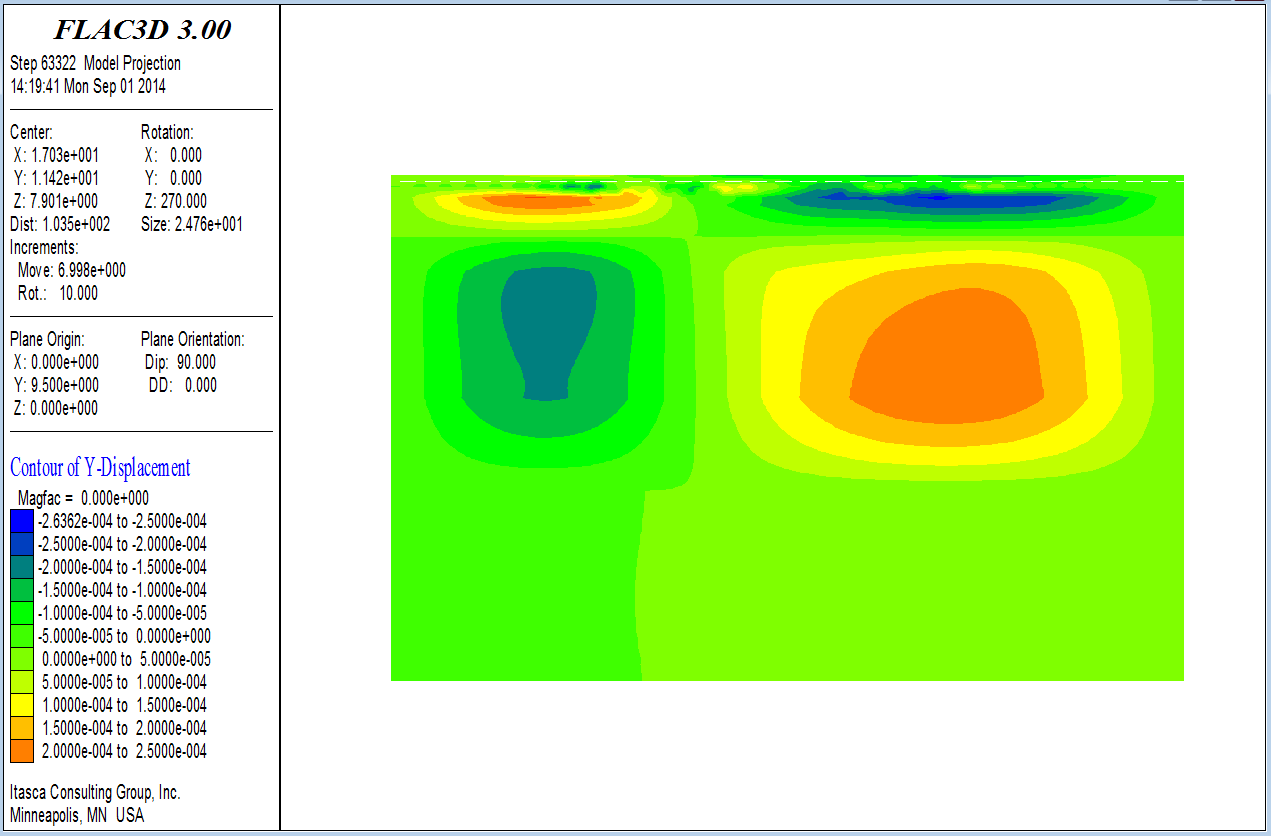 FLAC3D 3.00
Step 63322 Model Projection
14:19:41 Mon Sep 01 2014
Center: Rotation:
X: 1.703e+001 X: 0.000
Y: 1.142e+001 Y: 0.000
Z: 7.901e+000 Z: 270.000
Dist: 1.035e+002 Size: 2.476e+001
Increments:
Move: 6.998e+000
Rot.: 10.000
Plane Origin: Plane Orientation:
X: 0.000e+000 Dip: 90.000
Y: 9.500e+000 DD: 0.000
Z: 0.000e+000
Contour of Y-Displacement
Magfac = 0.000e+000
-2.6362e-004 to -2.5000e-004
-2.5000e-004 to -2.0000e-004
-2.0000e-004 to -1.5000e-004
-1.5000e-004 to -1.0000e-004
-1.0000e-004 to -5.0000e-005
-5.0000e-005 to 0.0000e+000
0.0000e+000 to 5.0000e-005
5.0000e-005 to 1.0000e-004
1.0000e-004 to 1.5000e-004
1.5000e-004 to 2.0000e-004
2.0000e-004 to 2.5000e-004
Itasca Consulting Group, Inc.
Minneapolis, MN USA